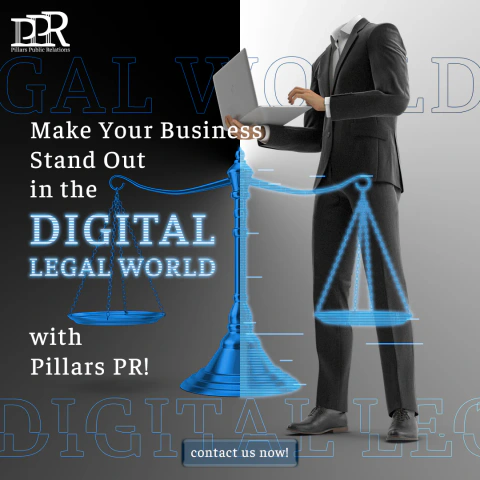 PPR
Pillars Public Relations
GAL WORLD
Make Your Business
Stand Out
in the
DIGITAL
LEGAL WORLD
with
Pillars PR!
DIGITAL LEG
contact us now!